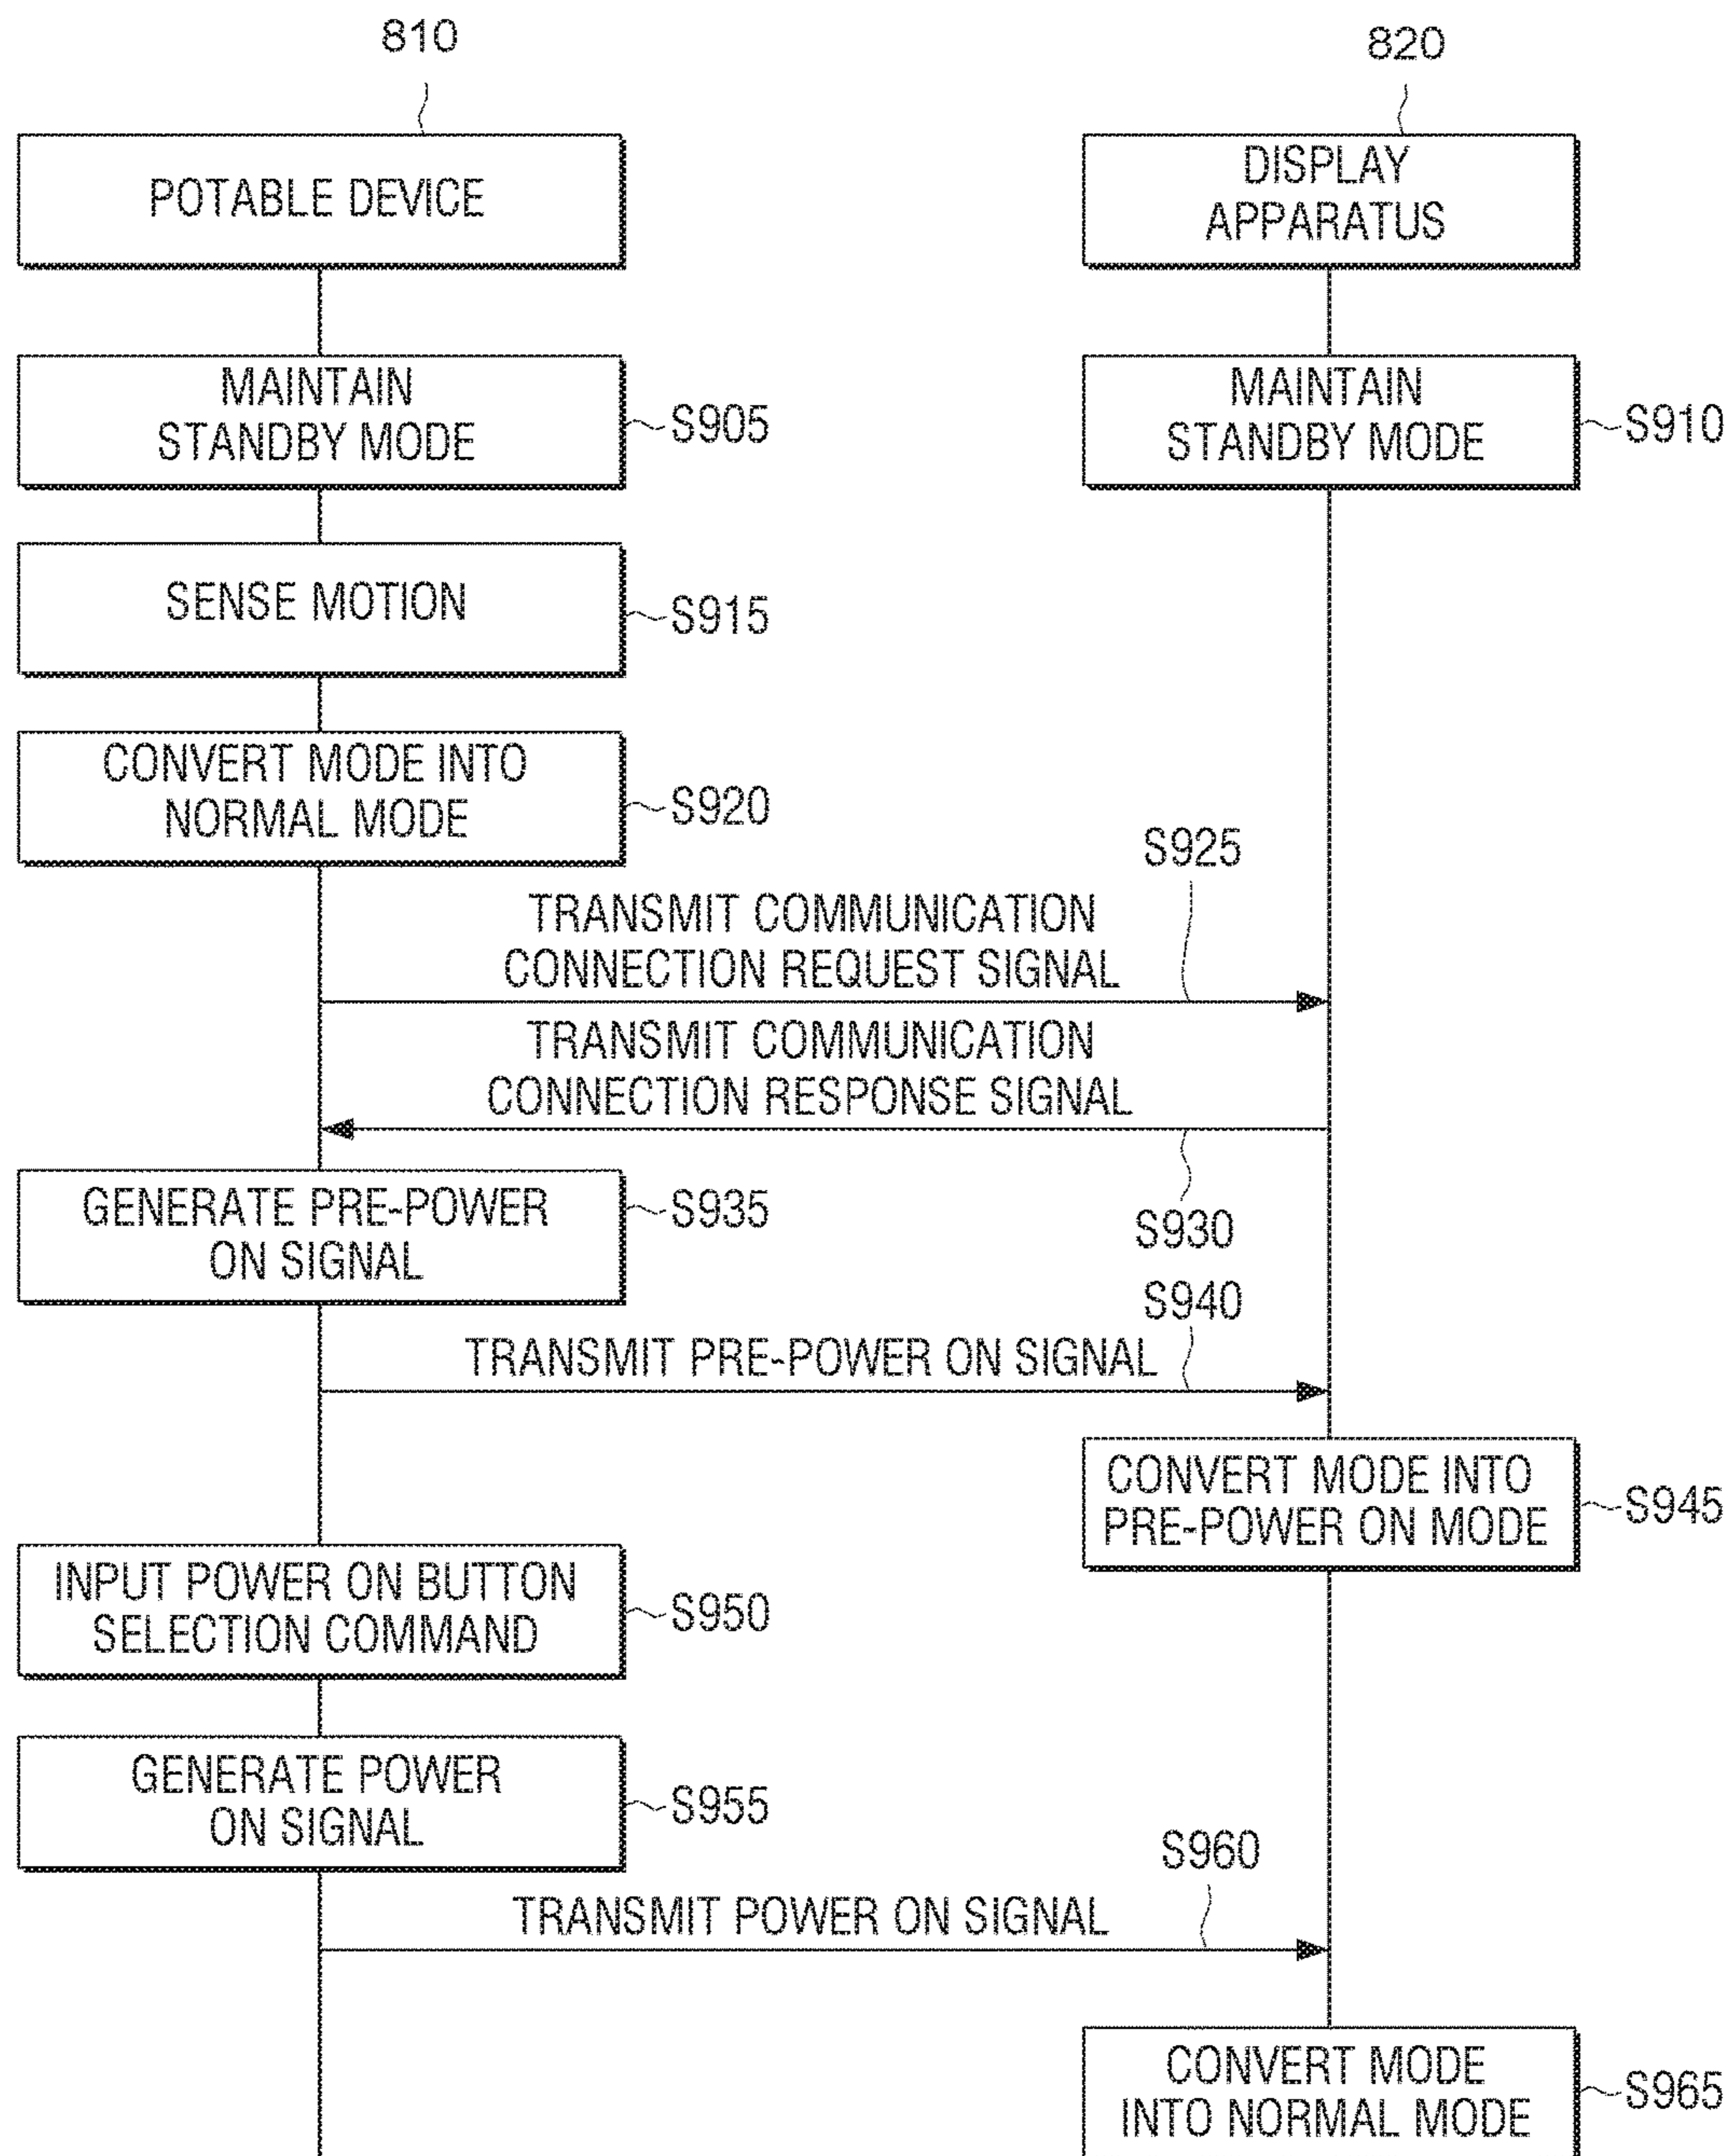 810
820
POTABLE DEVICE
DISPLAY
APPARATUS
MAINTAIN
STANDBY MODE
S905
MAINTAIN
STANDBY MODE
S910
SENSE MOTION
S915
CONVERT MODE INTO
NORMAL MODE
S920
S925
TRANSMIT COMMUNICATION
CONNECTION REQUEST SIGNAL
TRANSMIT COMMUNICATION
CONNECTION RESPONSE SIGNAL
S930
GENERATE PRE-POWER
ON SIGNAL
S935
S940
TRANSMIT PRE-POWER ON SIGNAL
CONVERT MODE INTO
PRE-POWER ON MODE
S945
INPUT POWER ON BUTTON
SELECTION COMMAND
S950
GENERATE POWER
ON SIGNAL
S955
S960
TRANSMIT POWER ON SIGNAL
CONVERT MODE
INTO NORMAL MODE
S965